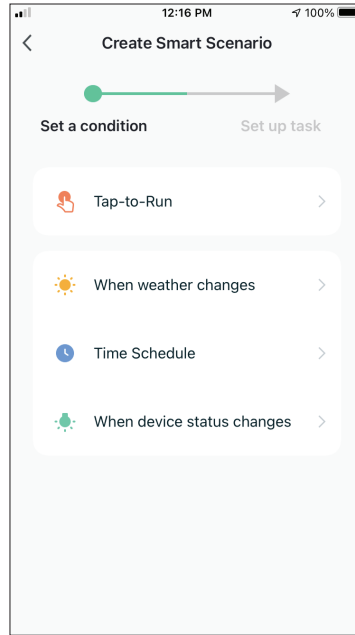 12:16 PM
100%
Create Smart Scenario
Set a condition
Set up task
Tap-to-Run
When weather changes
Time Schedule
When device status changes